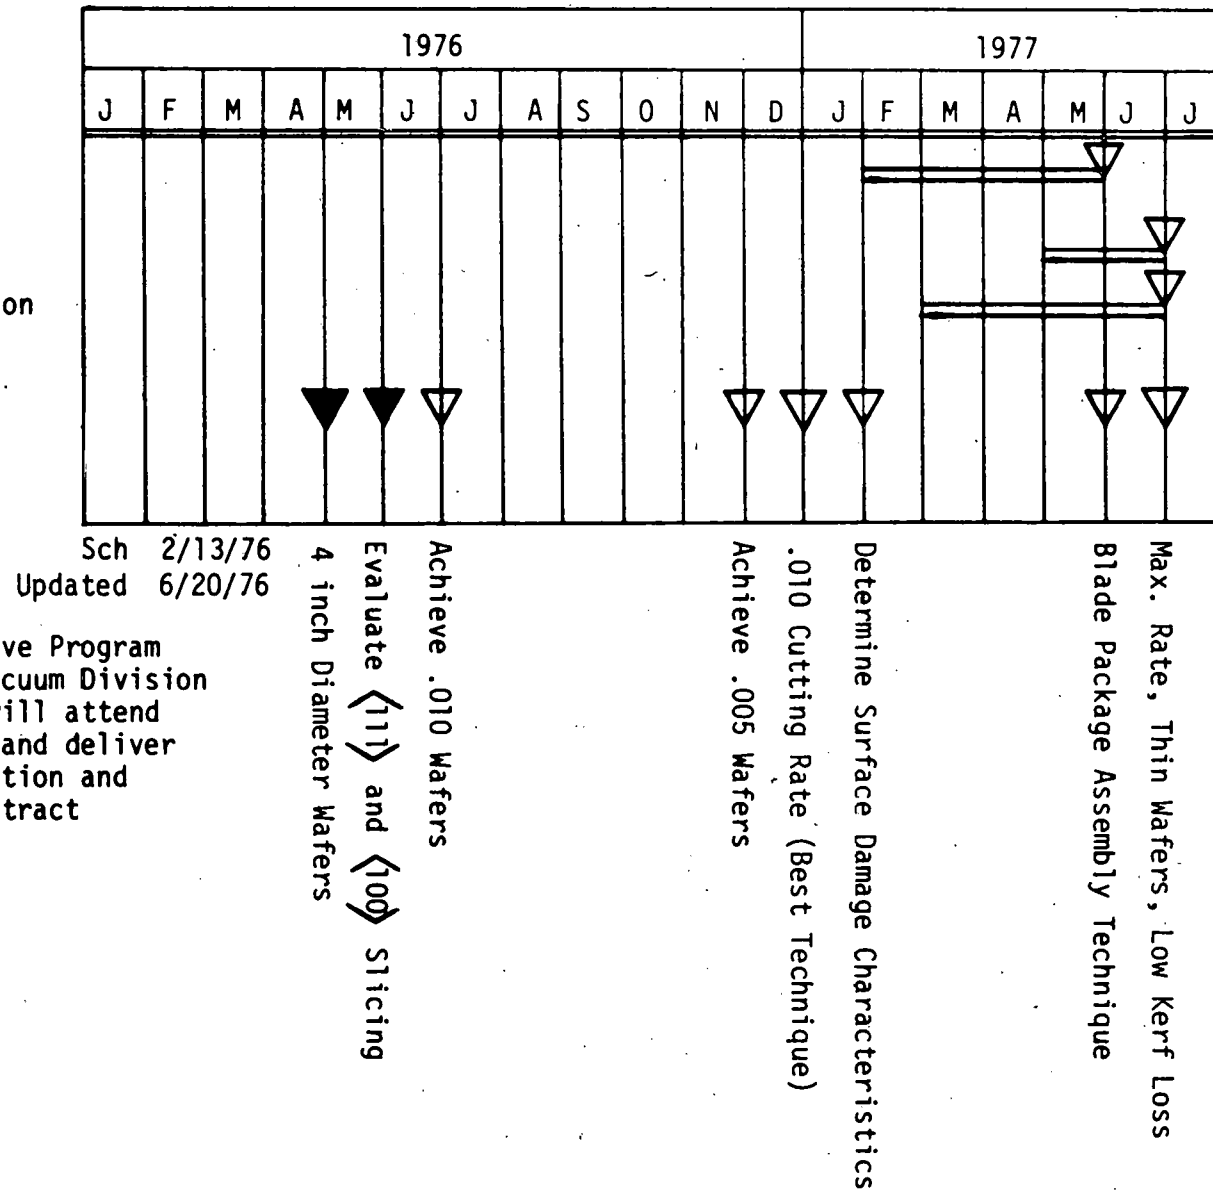 1976 1977
J F M A M J J A S O N D J F M A M J J
on
Sch 2/13/76
Updated 6/20/76
ve Program
cuum Division
ill attend
and deliver
tion and
tract
4 inch Diameter Wafers
Evaluate <111> and <100> Slicing
Achieve .010 Wafers
Achieve .005 Wafers
.010 Cutting Rate (Best Technique)
Determine Surface Damage Characteristics
Blade Package Assembly Technique
Max. Rate, Thin Wafers, Low Kerf Loss